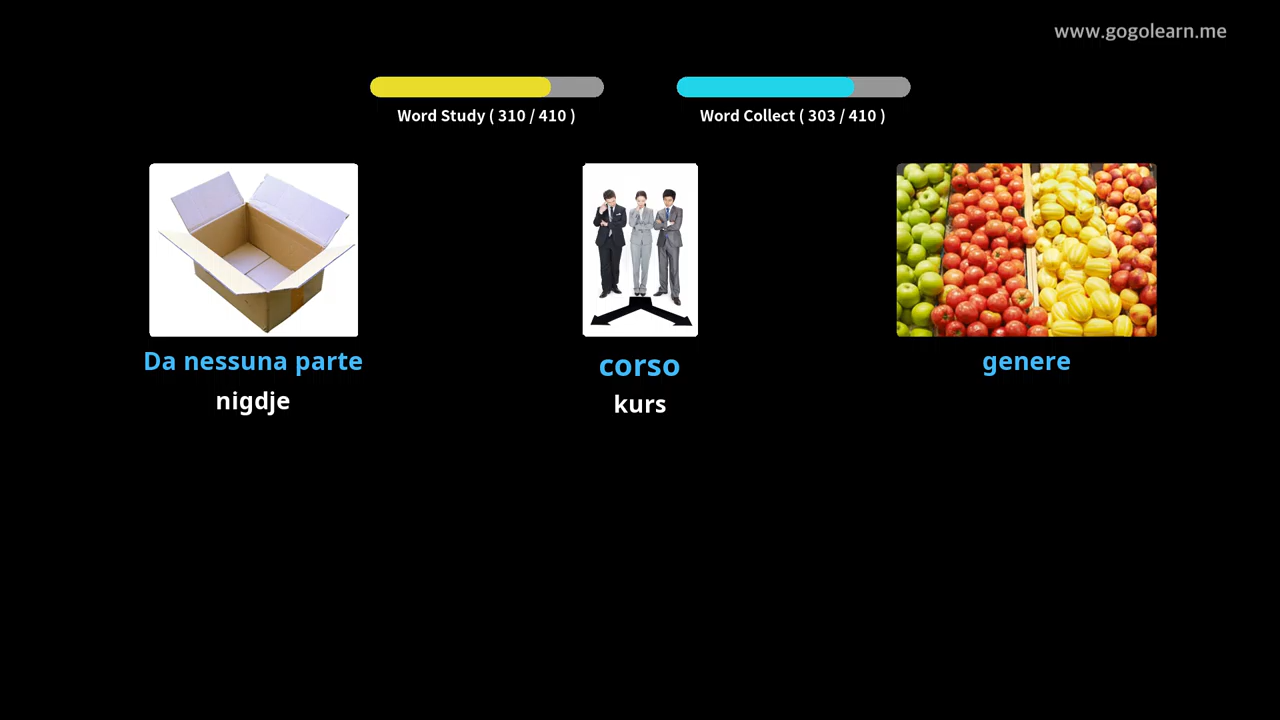 www.gogolearn.me
Word Study ( 310 / 410 )
Word Collect ( 303 / 410 )
Da nessuna parte
nigdje
corso
kurs
genere